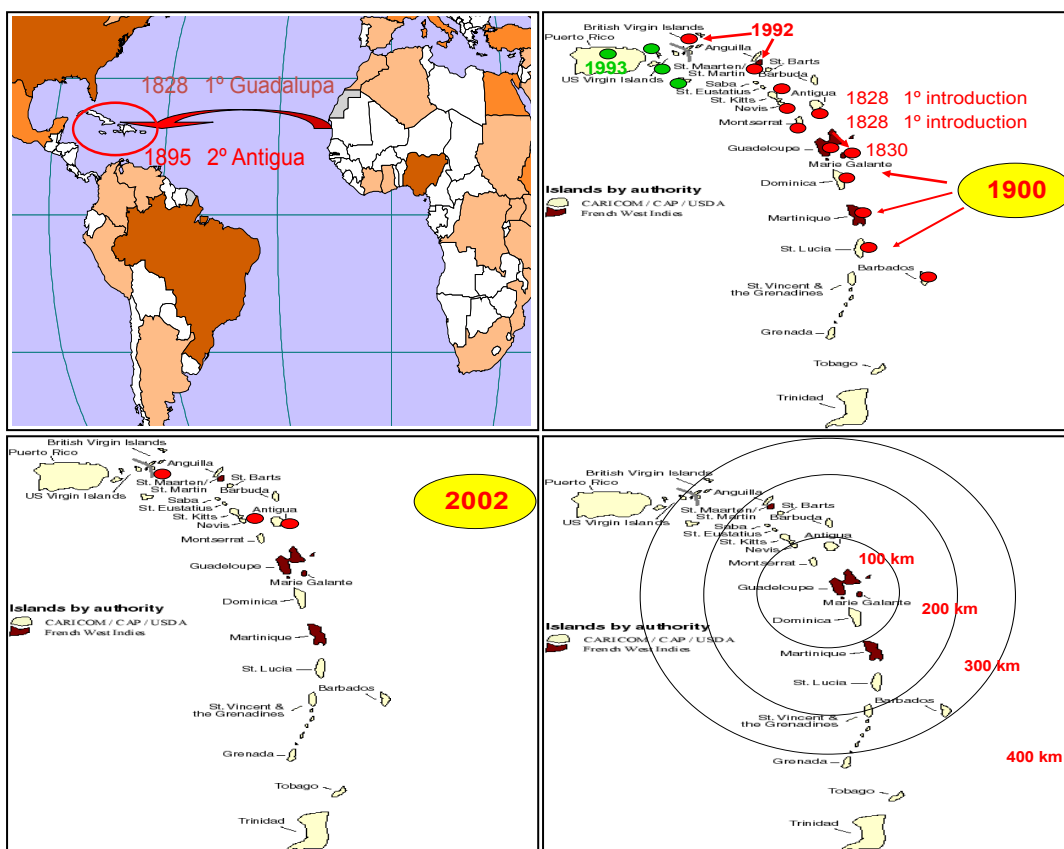 1828 1º Guadalupa
1895 2º Antigua
British Virgin Islands
1992
Puerto Rico
Anguilla
St. Barts
1993
St. Maarten/
St. Martin
Barbuda
US Virgin Islands
Saba
St. Eustatius
Antigua
St. Kitts
Nevis
1828 1º introduction
Montserrat
1828 1º introduction
Guadeloupe
1830
Marie Galante
Dominica
1900
Islands by authority
CARICOM / CAP / USDA
French West Indies
Martinique
St. Lucia
Barbados
St. Vincent &
the Grenadines
Grenada
Tobago
Trinidad
British Virgin Islands
Puerto Rico
Anguilla
St. Barts
US Virgin Islands
St. Maarten/
St. Martin
Barbuda
2002
Saba
St. Eustatius
Antigua
St. Kitts
Nevis
Montserrat
Guadeloupe
Marie Galante
Dominica
Islands by authority
CARICOM / CAP / USDA
French West Indies
Martinique
St. Lucia
Barbados
St. Vincent &
the Grenadines
Grenada
Tobago
Trinidad
British Virgin Islands
Puerto Rico
Anguilla
St. Barts
US Virgin Islands
St. Maarten/
St. Martin
Barbuda
Saba
St. Eustatius
Antigua
St. Kitts
Nevis
Montserrat
100 km
Guadeloupe
Marie Galante
200 km
Dominica
Islands by authority
CARICOM / CAP / USDA
French West Indies
Martinique
300 km
St. Lucia
Barbados
St. Vincent &
the Grenadines
Grenada
400 km
Tobago
Trinidad